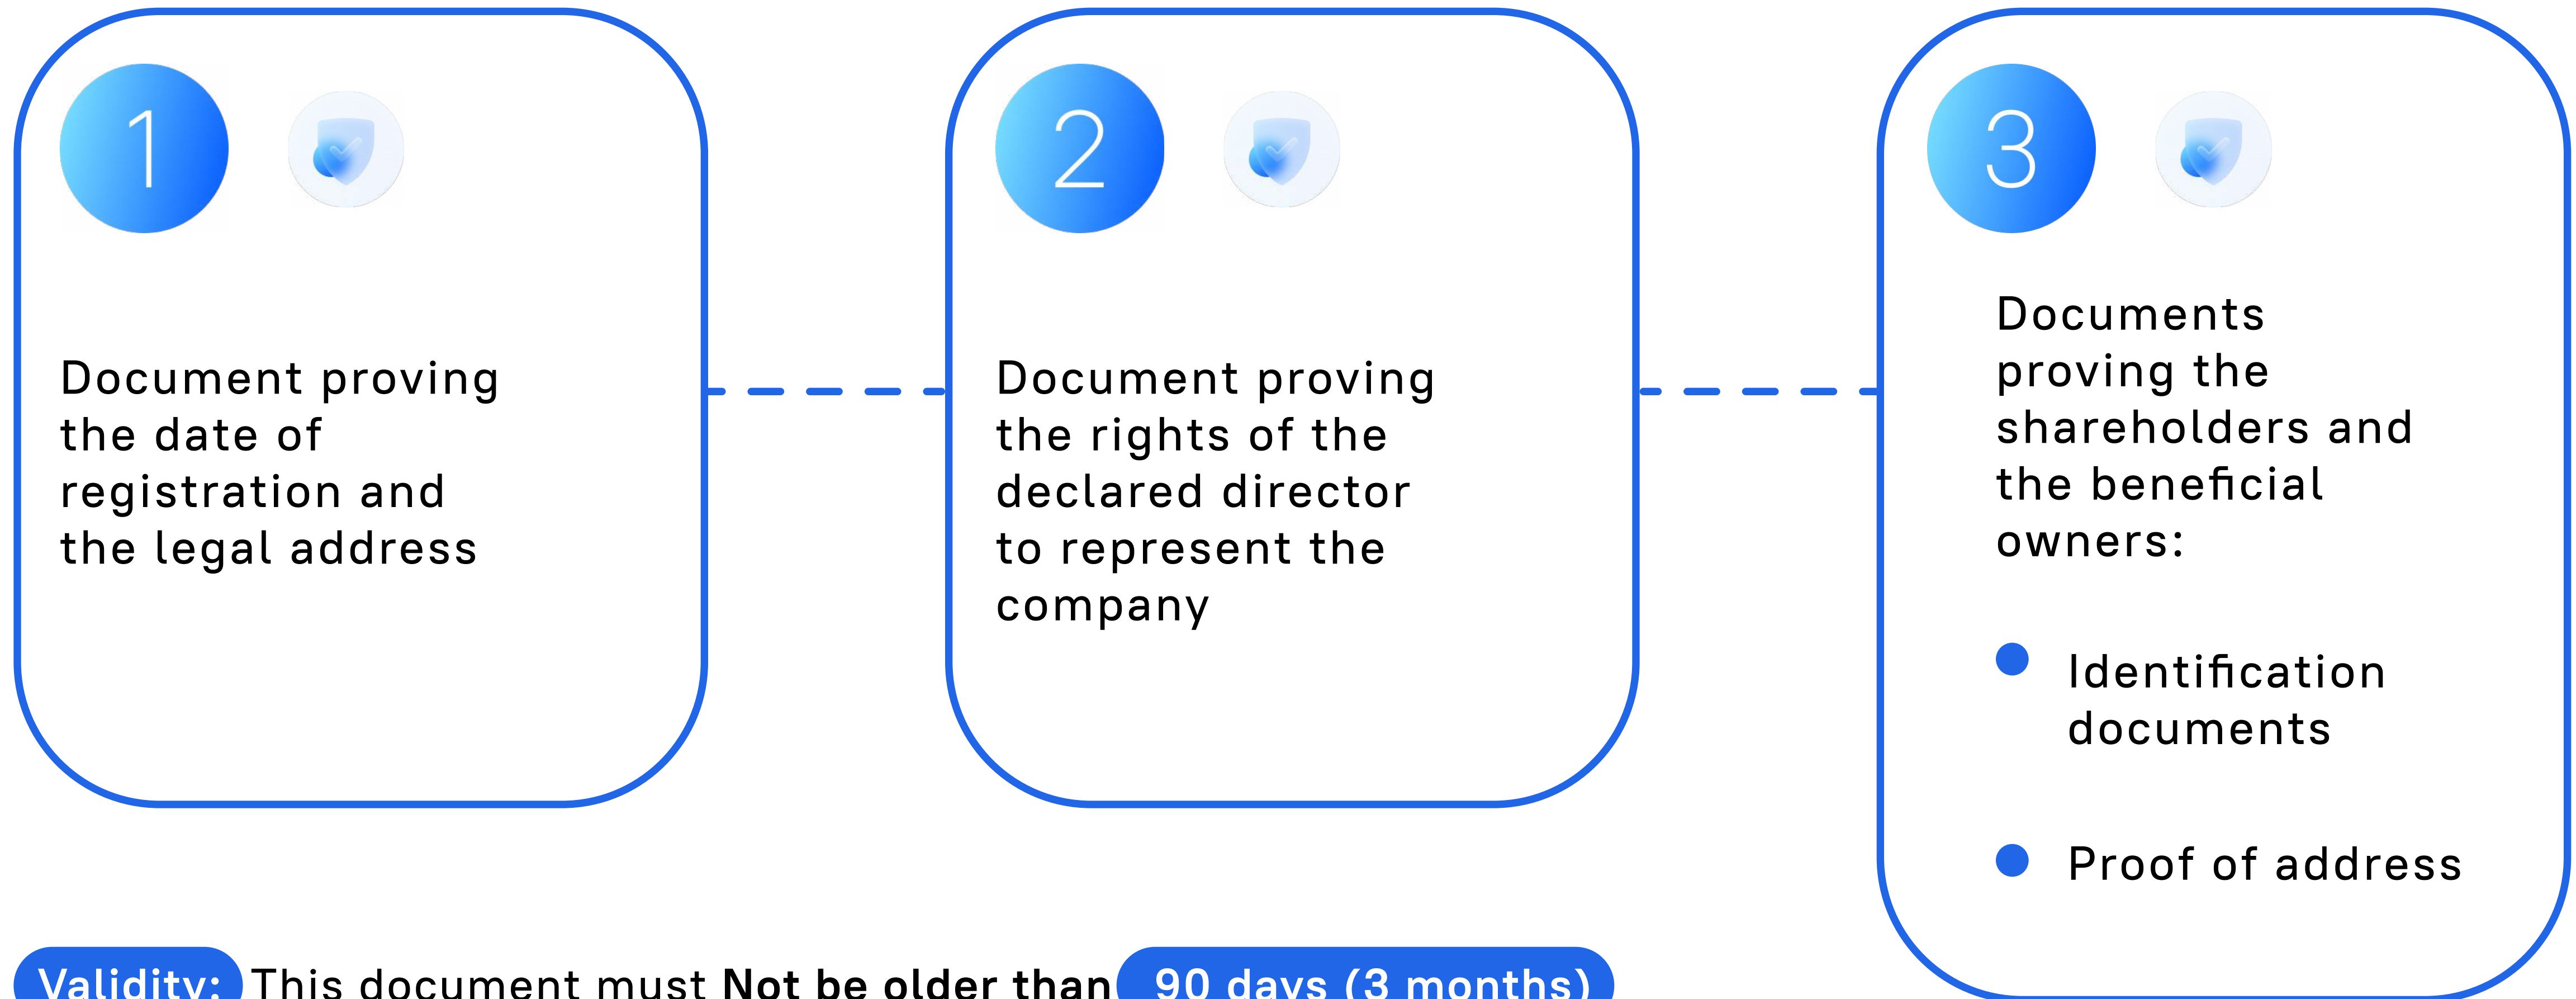 1
Document proving
the date of
registration and
the legal address
2
Document proving
the rights of the
declared director
to represent the
company
3
Documents
proving the
shareholders and
the beneficial
owners:
Identification
documents
Proof of address
Validity: This document must Not be older than 90 days (3 months)